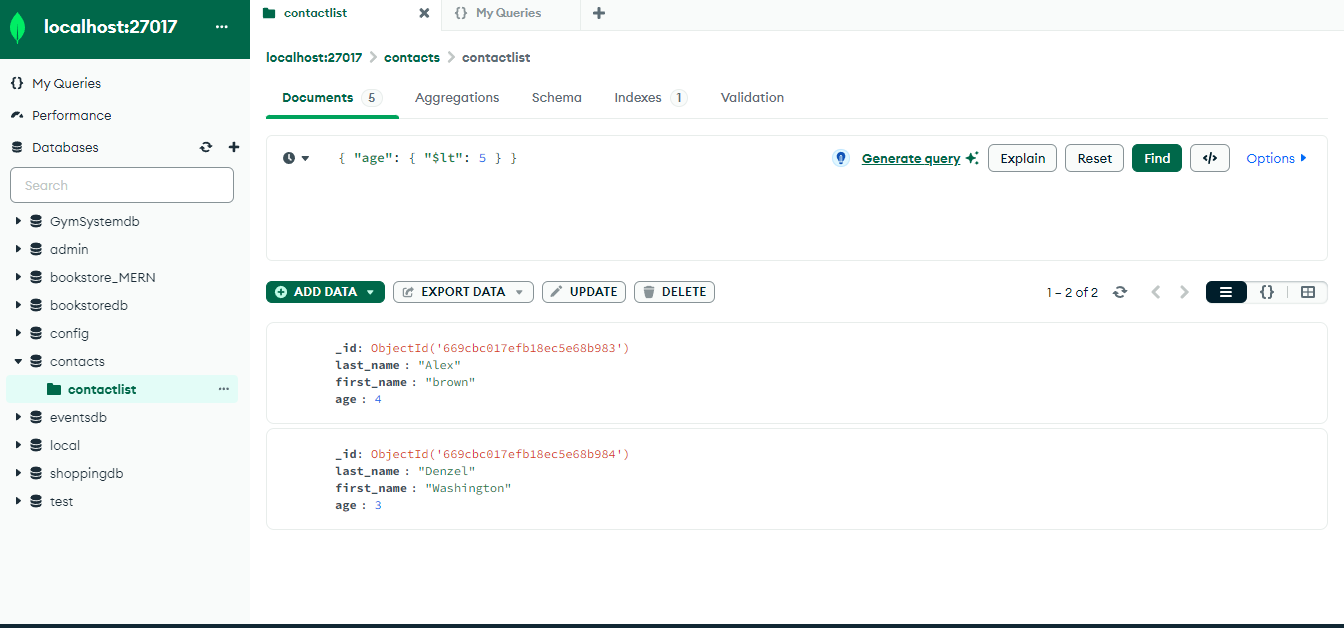 localhost:27017 ...
contactlist
{} My Queries
localhost:27017 > contacts > contactlist
{} My Queries
Performance
Databases
Search
GymSystemdb
admin
bookstore_MERN
bookstoredb
config
contacts
contactlist ...
eventsdb
local
shoppingdb
test
Documents 5 Aggregations Schema Indexes 1 Validation
{ "age": { "$lt": 5 } }
Generate query Explain Reset Find </> Options
ADD DATA EXPORT DATA UPDATE DELETE 1 – 2 of 2 {}
_id: ObjectId('669cbc017efb18ec5e68b983')
last_name : "Alex"
first_name : "brown"
age : 4
_id: ObjectId('669cbc017efb18ec5e68b984')
last_name : "Denzel"
first_name : "Washington"
age : 3